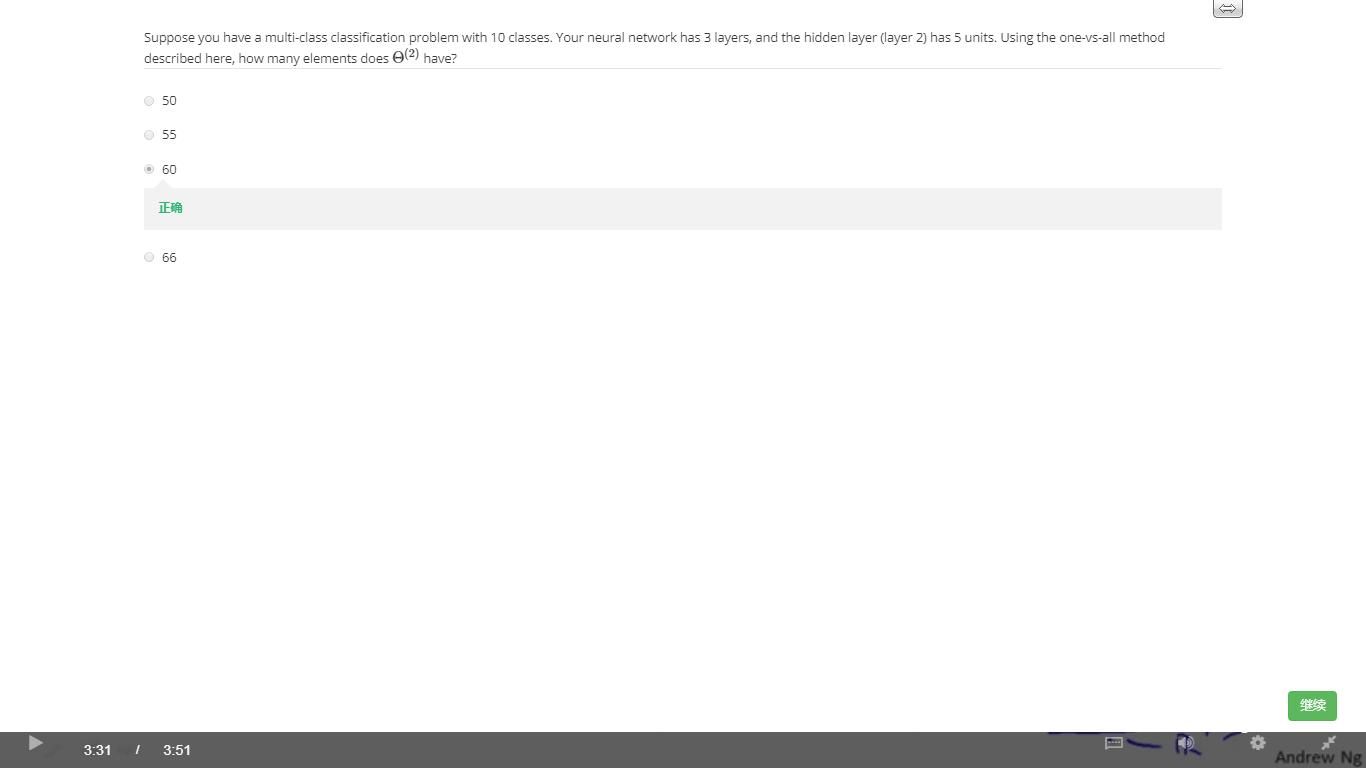 Suppose you have a multi-class classification problem with 10 classes. Your neural network has 3 layers, and the hidden layer (layer 2) has 5 units. Using the one-vs-all method
described here, how many elements does Θ⁽²⁾ have?
50
55
60
正确
66
继续
3:31 / 3:51
Andrew Ng